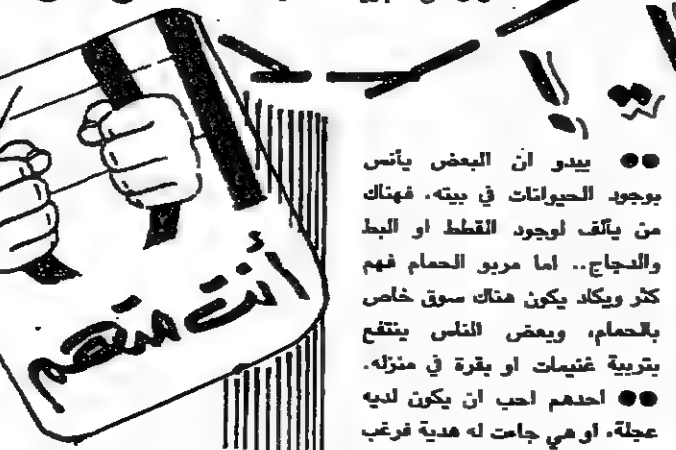 أنت متهم
●● يبدو ان البعض يأنس
بوجود الحيوانات في بيته. فهناك
من يألف لوجود القطط او البط
والدجاج.. اما مربو الحمام فهم
كثر ويكاد يكون هناك سوق خاص
بالحمام، وبعض الناس ينتفع
بتربية غنيمات او بقرة في منزله.
●● احدهم احب ان يكون لديه
عجلة، او هي جاءت له هدية فرغب